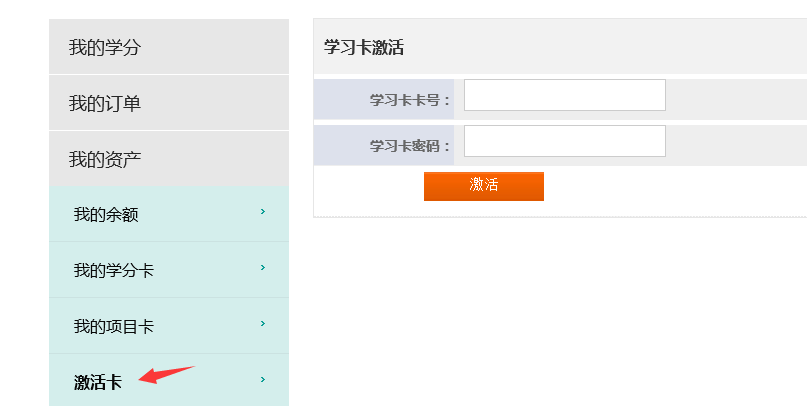 我的学分
我的订单
我的资产
我的余额
我的学分卡
我的项目卡
激活卡
学习卡激活
学习卡卡号：
学习卡密码：
激活